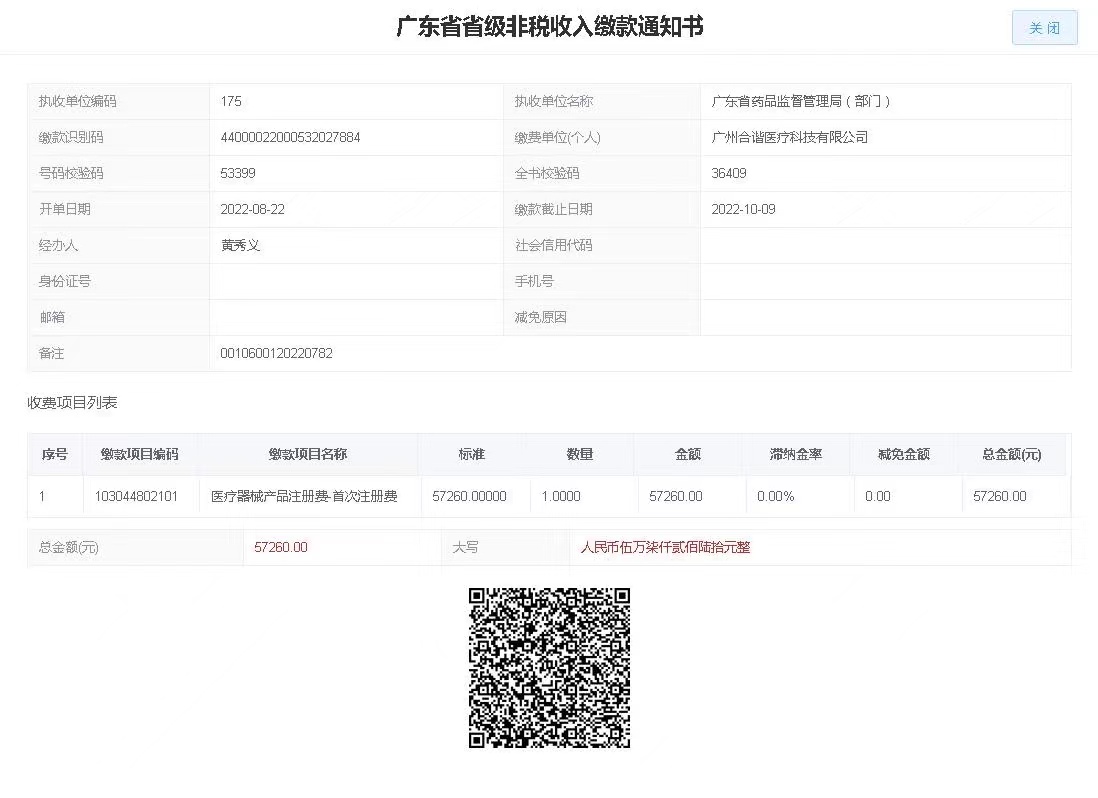 广东省省级非税收入缴款通知书
关 闭
执收单位编码 175 执收单位名称 广东省药品监督管理局（部门）
缴款识别码 44000022000532027884 缴费单位(个人) 广州合谐医疗科技有限公司
号码校验码 53399 全书校验码 36409
开单日期 2022-08-22 缴款截止日期 2022-10-09
经办人 黄秀义 社会信用代码
身份证号 手机号
邮箱 减免原因
备注 0010600120220782
收费项目列表
序号 缴款项目编码 缴款项目名称 标准 数量 金额 滞纳金率 减免金额 总金额(元)
1 103044802101 医疗器械产品注册费-首次注册费 57260.00000 1.0000 57260.00 0.00% 0.00 57260.00
总金额(元) 57260.00 大写 人民币伍万柒仟贰佰陆拾元整